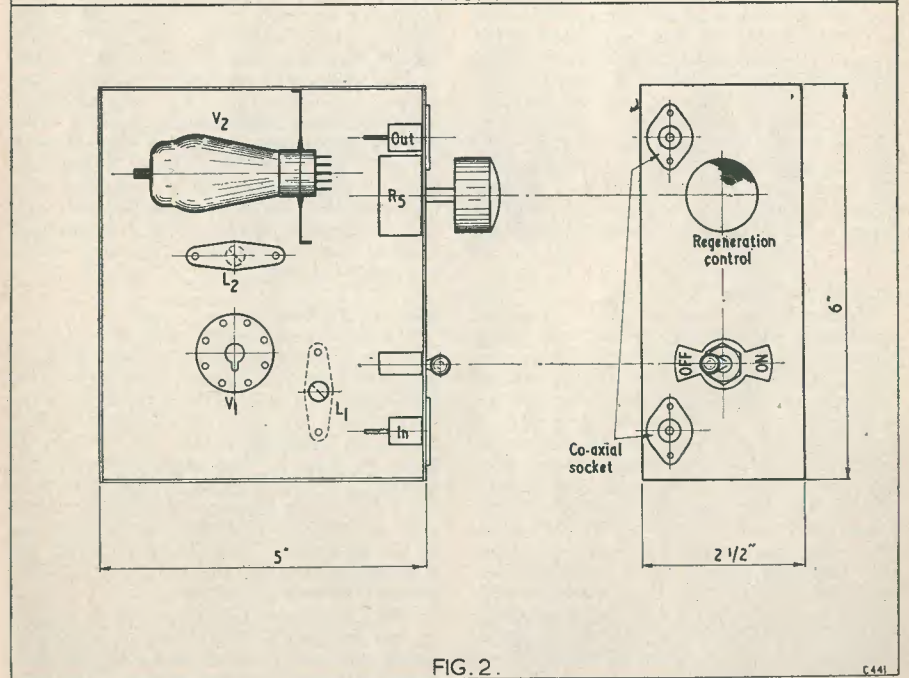 V2
Out
R5
L2
V1
L1
In
5"
Regeneration
control
OFF
ON
Co-axial
socket
6"
2 1/2"
FIG. 2.
C441